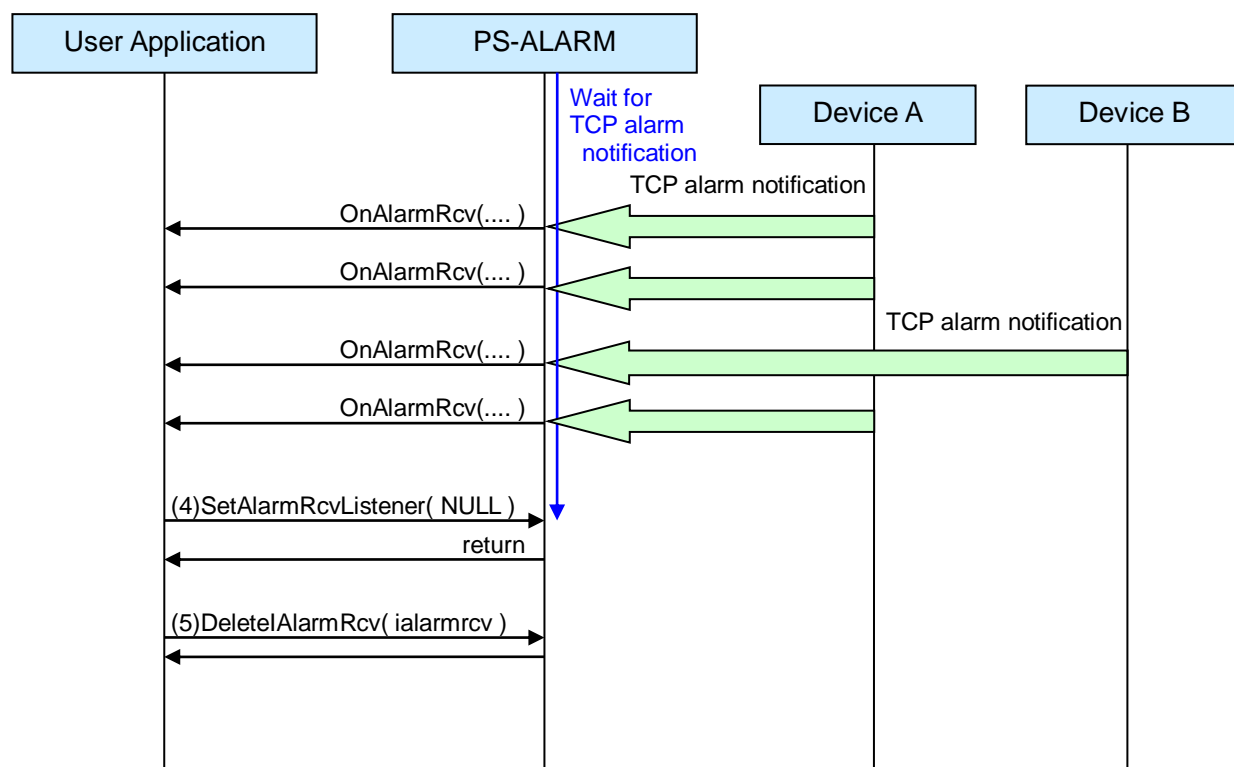 User Application
PS-ALARM
Device A
Device B
Wait for
TCP alarm
notification
TCP alarm notification
OnAlarmRcv(.... )
OnAlarmRcv(.... )
TCP alarm notification
OnAlarmRcv(.... )
OnAlarmRcv(.... )
(4)SetAlarmRcvListener( NULL )
return
(5)DeleteIAlarmRcv( ialarmrcv )